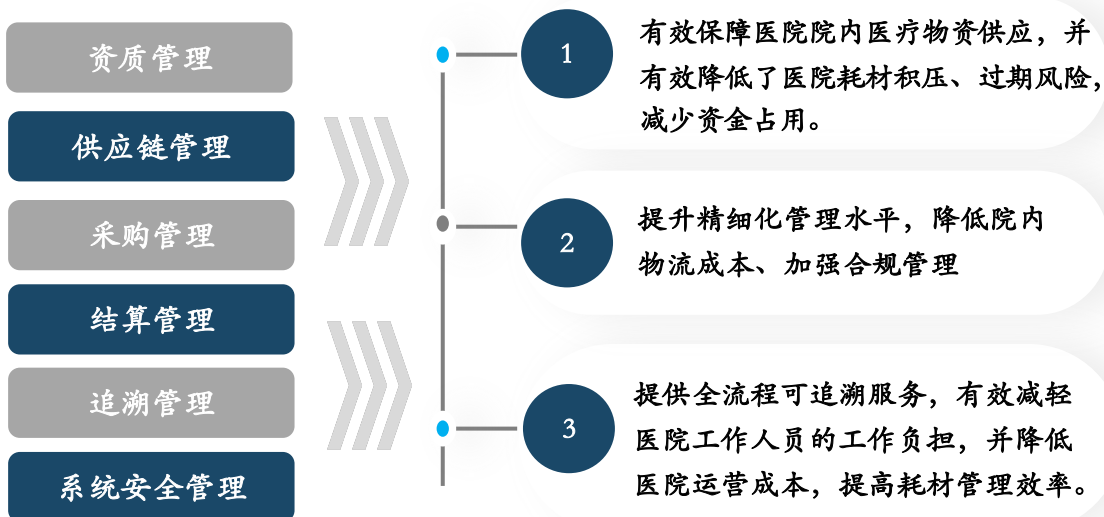 资质管理
供应链管理
采购管理
结算管理
追溯管理
系统安全管理
1
有效保障医院院内医疗物资供应，并
有效降低了医院耗材积压、过期风险，
减少资金占用。
2
提升精细化管理水平，降低院内
物流成本、加强合规管理
3
提供全流程可追溯服务，有效减轻
医院工作人员的工作负担，并降低
医院运营成本，提高耗材管理效率。